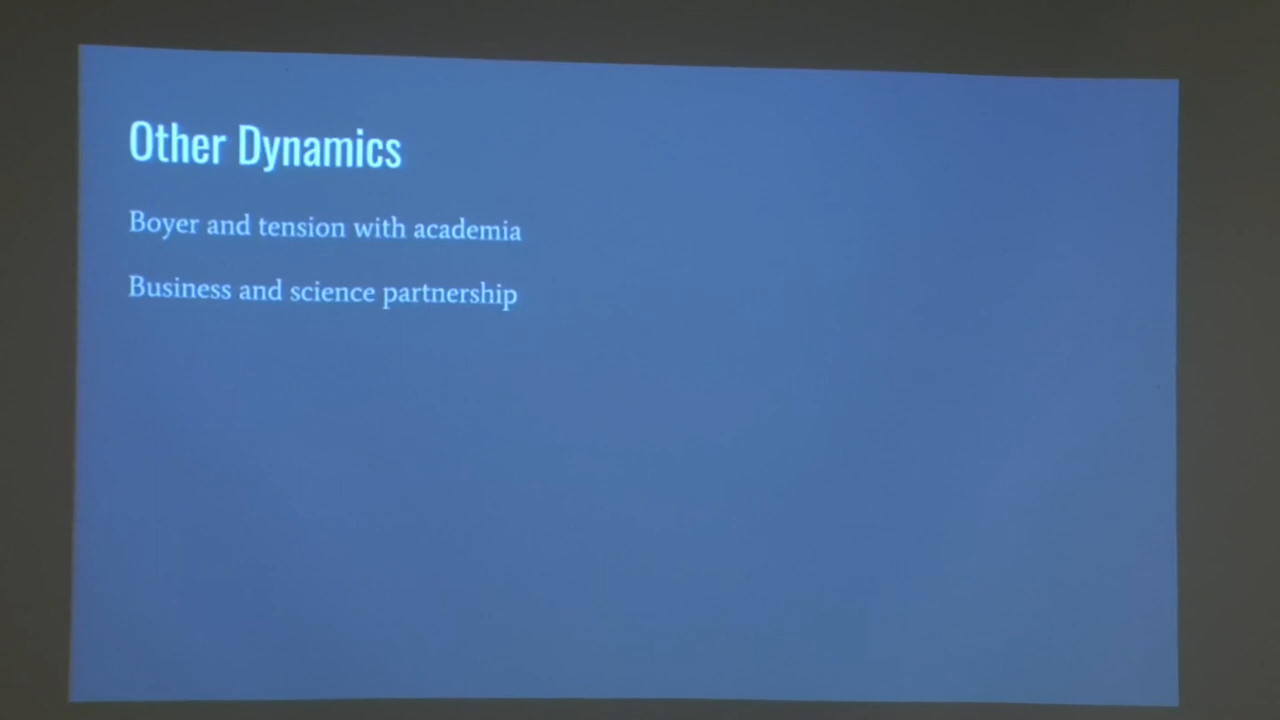 Other Dynamics
Boyer and tension with academia
Business and science partnership